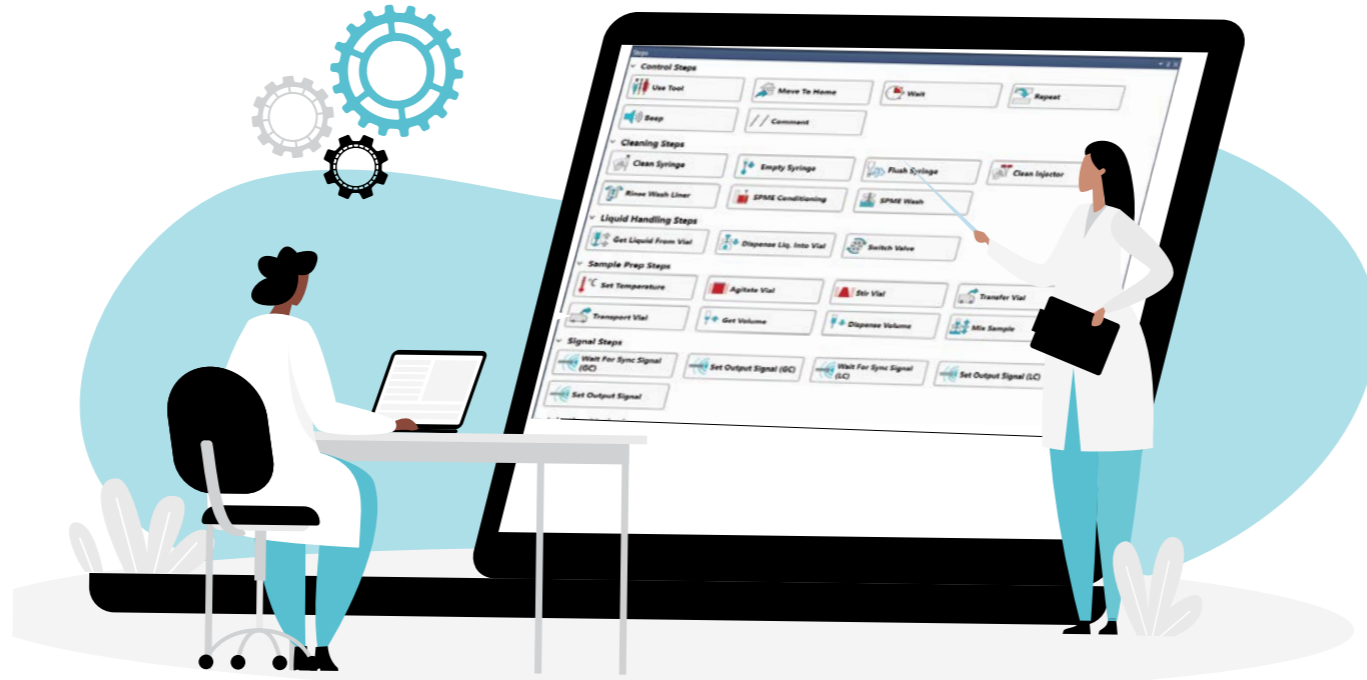 Steps
Control Steps
Use Tool
Move To Home
Wait
Repeat
Beep
// Comment
Cleaning Steps
Clean Syringe
Empty Syringe
Flush Syringe
Clean Injector
Rinse Wash Liner
SPME Conditioning
SPME Wash
Liquid Handling Steps
Get Liquid From Vial
Dispense Liq. Into Vial
Switch Valve
Sample Prep Steps
°C Set Temperature
Agitate Vial
Stir Vial
Transfer Vial
Transport Vial
Get Volume
Dispense Volume
Mix Sample
Signal Steps
Wait For Sync Signal
(GC)
Set Output Signal (GC)
Wait For Sync Signal
(LC)
Set Output Signal (LC)
Set Output Signal